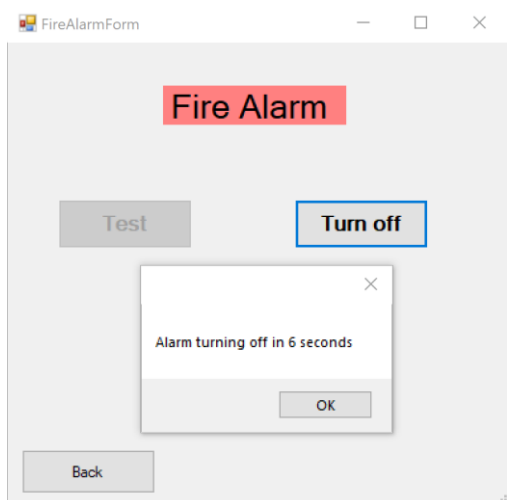 FireAlarmForm
Fire Alarm
Test
Turn off
Alarm turning off in 6 seconds
OK
Back